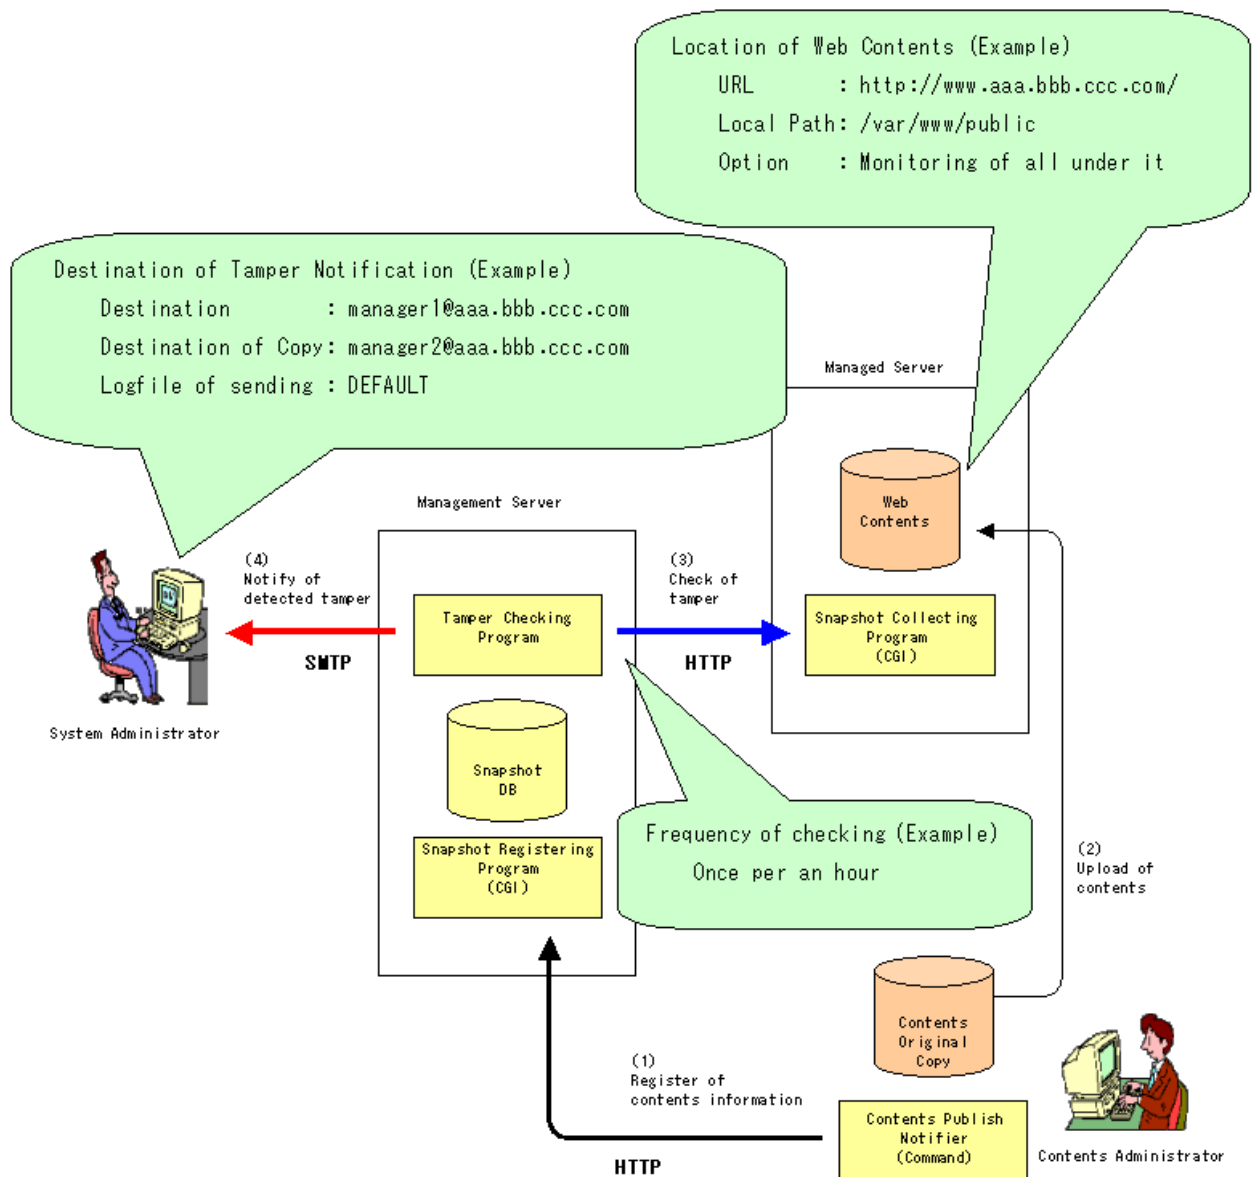 Location of Web Contents (Example)
URL : http://www.aaa.bbb.ccc.com/
Local Path: /var/www/public
Option : Monitoring of all under it
Destination of Tamper Notification (Example)
Destination : manager1@aaa.bbb.ccc.com
Destination of Copy: manager2@aaa.bbb.ccc.com
Logfile of sending : DEFAULT
Managed Server
Web
Contents
Management Server
(4)
Notify of
detected tamper
SMTP
Tamper Checking
Program
(3)
Check of
tamper
HTTP
Snapshot Collecting
Program
(CGI)
System Administrator
Snapshot
DB
Snapshot Registering
Program
(CGI)
Frequency of checking (Example)
Once per an hour
(2)
Upload of
contents
Contents
Original
Copy
(1)
Register of
contents information
HTTP
Contents Publish
Notifier
(Command)
Contents Administrator